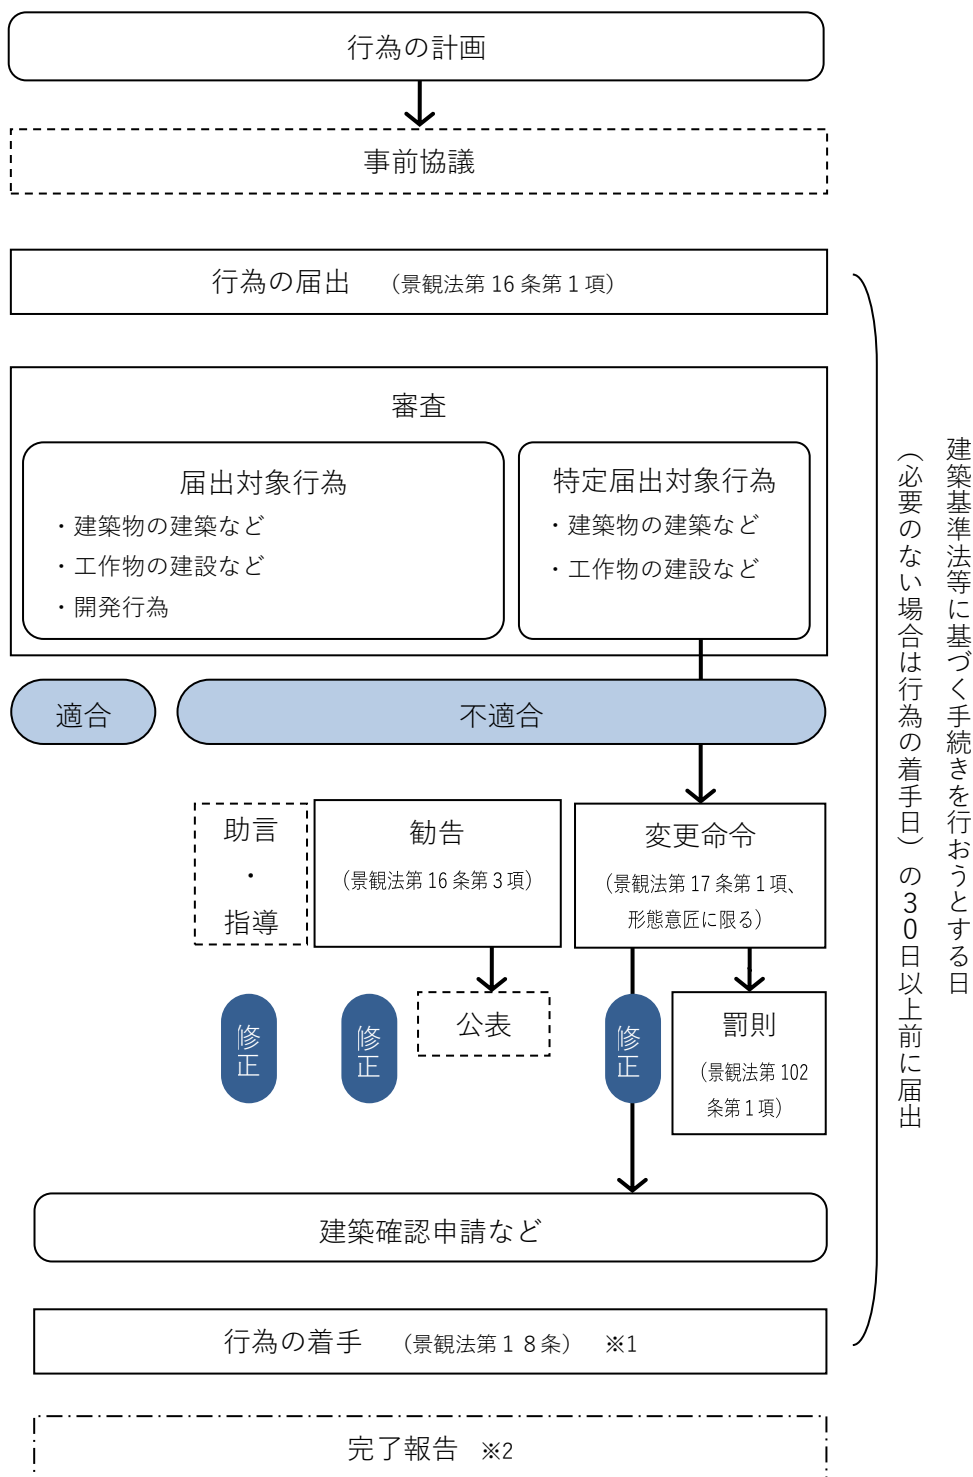 行為の計画
事前協議
行為の届出 (景観法第16条第1項)
審査
届出対象行為
・建築物の建築など
・工作物の建設など
・開発行為
特定届出対象行為
・建築物の建築など
・工作物の建設など
適合
不適合
助言
・
指導
勧告
(景観法第16条第3項)
変更命令
(景観法第17条第1項、
形態意匠に限る)
修正
修正
公表
修正
罰則
(景観法第102
条第1項)
建築確認申請など
行為の着手 (景観法第18条) ※1
完了報告 ※2
建築基準法等に基づく手続きを行おうとする日
(必要のない場合は行為の着手日)の30日以上前に届出